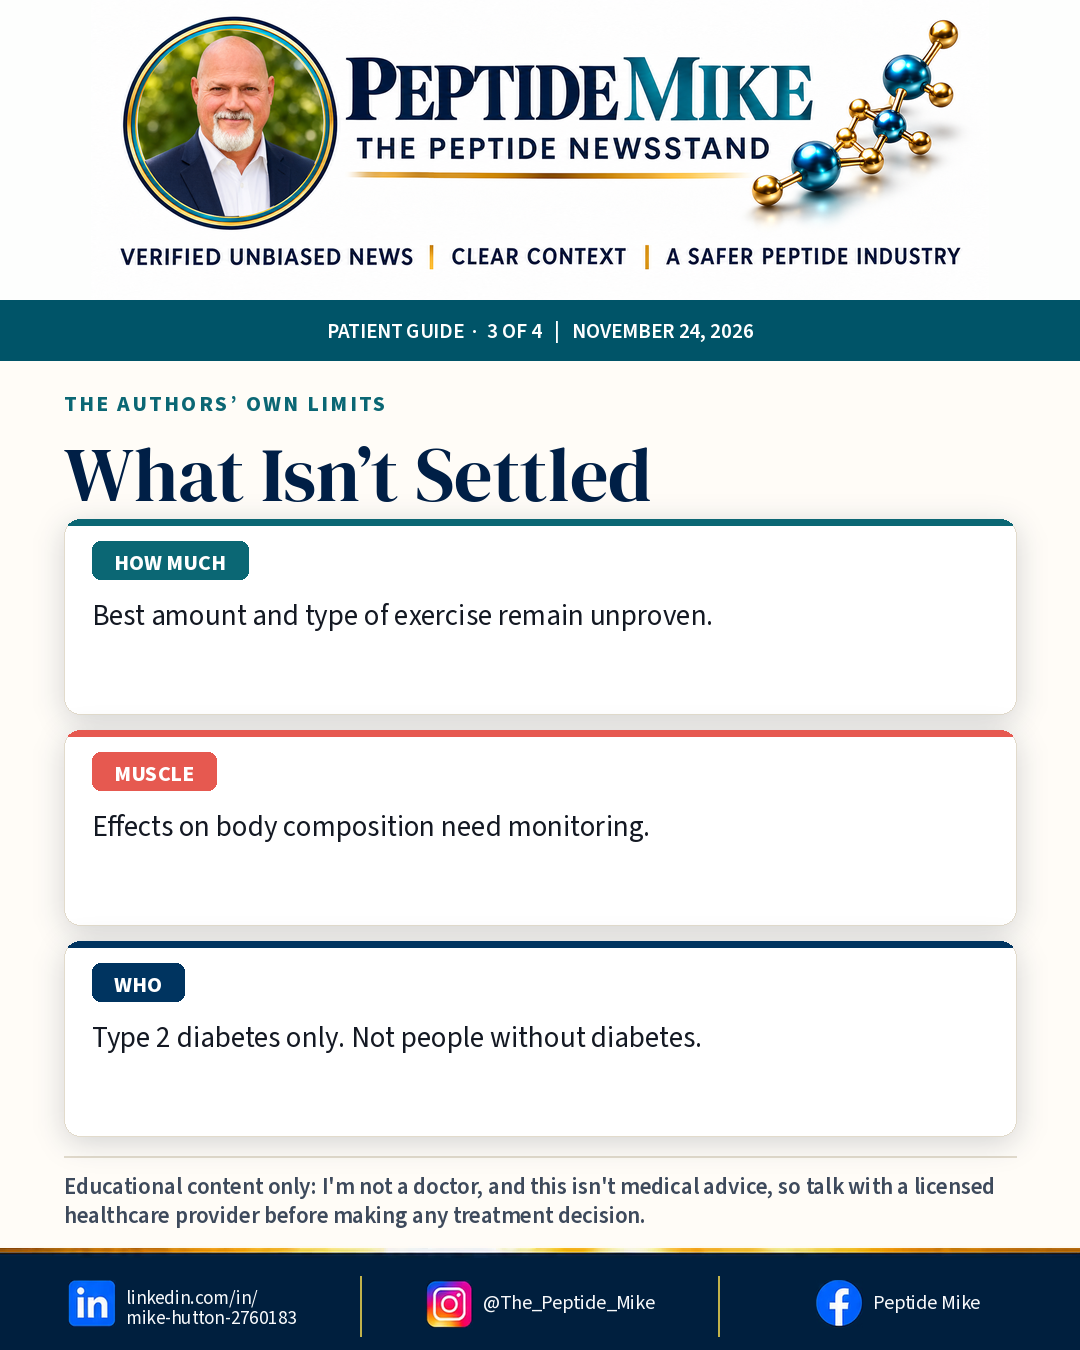 PEPTIDEMIKE
THE PEPTIDE NEWSSTAND
VERIFIED UNBIASED NEWS | CLEAR CONTEXT | A SAFER PEPTIDE INDUSTRY
PATIENT GUIDE · 3 OF 4 | NOVEMBER 24, 2026
THE AUTHORS’ OWN LIMITS
What Isn’t Settled
HOW MUCH
Best amount and type of exercise remain unproven.
MUSCLE
Effects on body composition need monitoring.
WHO
Type 2 diabetes only. Not people without diabetes.
Educational content only: I'm not a doctor, and this isn't medical advice, so talk with a licensed
healthcare provider before making any treatment decision.
in
linkedin.com/in/
mike-hutton-2760183
@The_Peptide_Mike
f
Peptide Mike